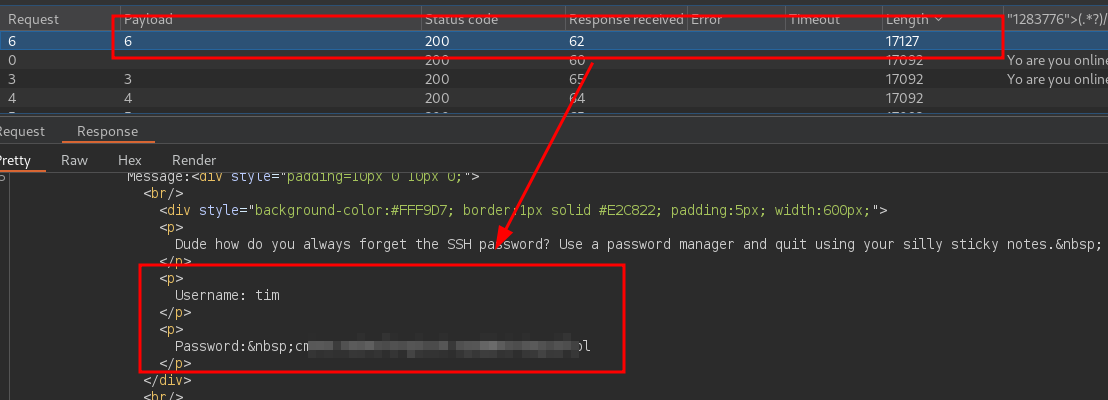 Request Payload Status code Response received Error Timeout Length "1283776">(.*?)/
6 6 200 62 17127
0 200 60 17092 Yo are you online
3 3 200 65 17092 Yo are you online
4 4 200 64 17092
Request Response
Pretty Raw Hex Render
Message:<div style="padding=10px 0 10px 0;">
<br/>
<div style="background-color:#FFF9D7; border:1px solid #E2C822; padding:5px; width:600px;">
<p>
Dude how do you always forget the SSH password? Use a password manager and quit using your silly sticky notes.&nbsp;
</p>
<p>
Username: tim
</p>
<p>
Password:&nbsp;
</p>
</div>
<br/>